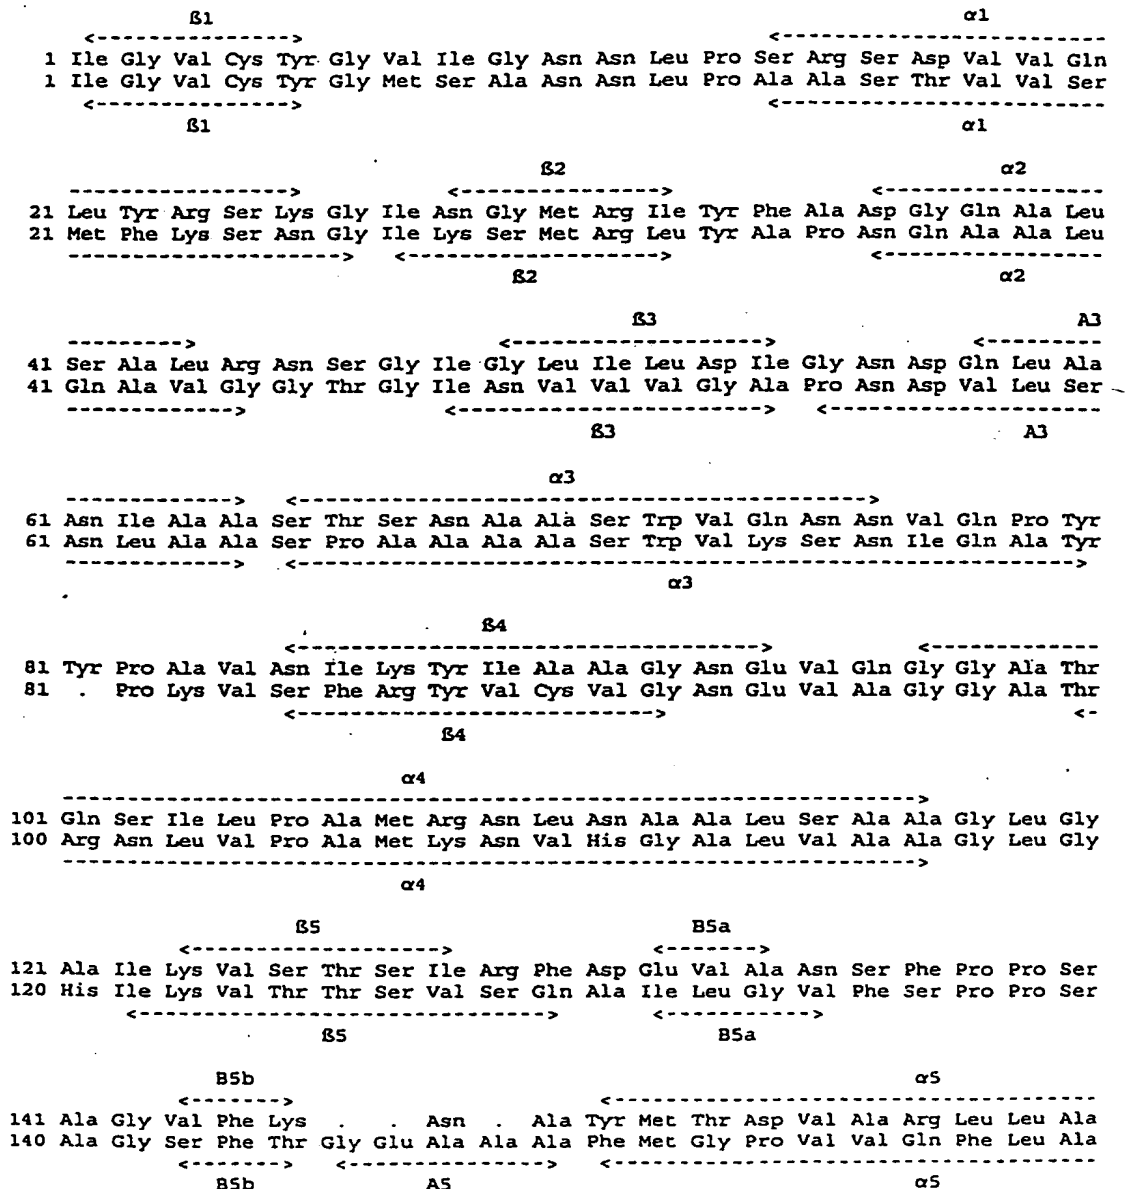 ß1 α1
<---------------> <------------------------
1 Ile Gly Val Cys Tyr Gly Val Ile Gly Asn Asn Leu Pro Ser Arg Ser Asp Val Val Gln
1 Ile Gly Val Cys Tyr Gly Met Ser Ala Asn Asn Leu Pro Ala Ala Ser Thr Val Val Ser
<---------------> <------------------------
ß1 α1
ß2 α2
-----------------> <---------------> <----------------
21 Leu Tyr Arg Ser Lys Gly Ile Asn Gly Met Arg Ile Tyr Phe Ala Asp Gly Gln Ala Leu
21 Met Phe Lys Ser Asn Gly Ile Lys Ser Met Arg Leu Tyr Ala Pro Asn Gln Ala Ala Leu
---------------------> <-------------------> <----------------
ß2 α2
ß3 A3
---------> <-------------------> <---------
41 Ser Ala Leu Arg Asn Ser Gly Ile Gly Leu Ile Leu Asp Ile Gly Asn Asp Gln Leu Ala
41 Gln Ala Val Gly Gly Thr Gly Ile Asn Val Val Val Gly Ala Pro Asn Asp Val Leu Ser
-------------> <-----------------------> <---------------------
ß3 A3
α3
-------------> <-------------------------------------------->
61 Asn Ile Ala Ala Ser Thr Ser Asn Ala Ala Ser Trp Val Gln Asn Asn Val Gln Pro Tyr
61 Asn Leu Ala Ala Ser Pro Ala Ala Ala Ala Ser Trp Val Lys Ser Asn Ile Gln Ala Tyr
-------------> <------------------------------------------------------------>
α3
ß4
<-----------------------------------> <-------------
81 Tyr Pro Ala Val Asn Ile Lys Tyr Ile Ala Ala Gly Asn Glu Val Gln Gly Gly Ala Thr
81 . Pro Lys Val Ser Phe Arg Tyr Val Cys Val Gly Asn Glu Val Ala Gly Gly Ala Thr
<---------------------------> <-
ß4
α4
----------------------------------------------------------------->
101 Gln Ser Ile Leu Pro Ala Met Arg Asn Leu Asn Ala Ala Leu Ser Ala Ala Gly Leu Gly
100 Arg Asn Leu Val Pro Ala Met Lys Asn Val His Gly Ala Leu Val Ala Ala Gly Leu Gly
----------------------------------------------------------------->
α4
ß5 B5a
<-------------------> <------->
121 Ala Ile Lys Val Ser Thr Ser Ile Arg Phe Asp Glu Val Ala Asn Ser Phe Pro Pro Ser
120 His Ile Lys Val Thr Thr Ser Val Ser Gln Ala Ile Leu Gly Val Phe Ser Pro Pro Ser
<-------------------------------> <----------->
ß5 B5a
B5b α5
<-------> <------------------------------------
141 Ala Gly Val Phe Lys . . Asn . Ala Tyr Met Thr Asp Val Ala Arg Leu Leu Ala
140 Ala Gly Ser Phe Thr Gly Glu Ala Ala Ala Phe Met Gly Pro Val Val Gln Phe Leu Ala
<-------> <---------------> <------------------------------------
B5b A5 α5